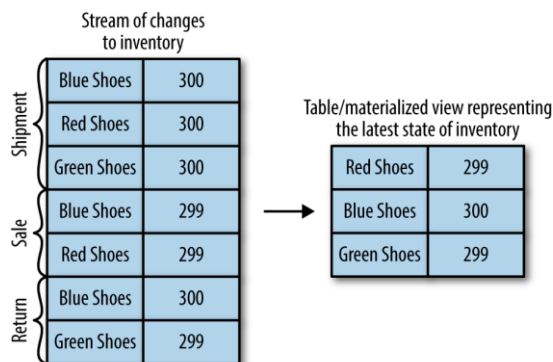 Stream of changes
to inventory
Shipment
Blue Shoes 300
Red Shoes 300
Green Shoes 300
Sale
Blue Shoes 299
Red Shoes 299
Return
Blue Shoes 300
Green Shoes 299
Table/materialized view representing
the latest state of inventory
Red Shoes 299
Blue Shoes 300
Green Shoes 299